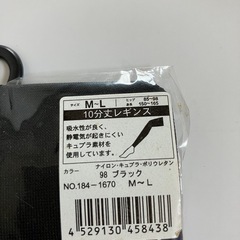 サイズ M~L ヒップ 85~98
身長 150~165
10分丈レギンス
吸水性が良く、
静電気が起きにくい
キュプラ素材を
使用しています。
ナイロン・キュプラ・ポリウレタン
カラー 98 ブラック
NO.184-1670 M~L
4 529130 458438